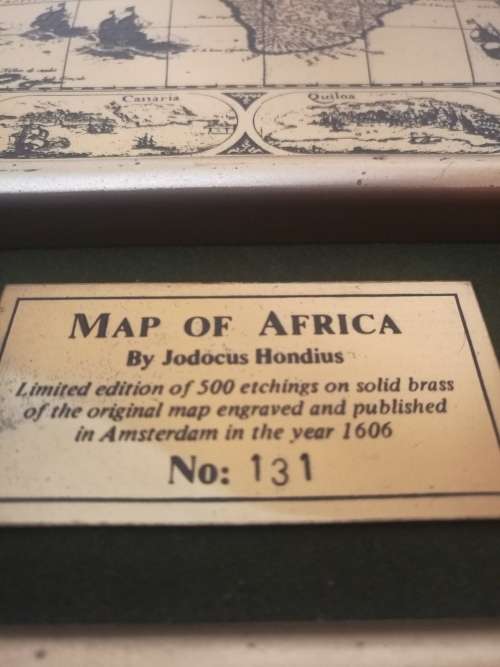 Canaria
Quiloa
MAP OF AFRICA
By Jodocus Hondius
Limited edition of 500 etchings on solid brass
of the original map engraved and published
in Amsterdam in the year 1606
No: 131